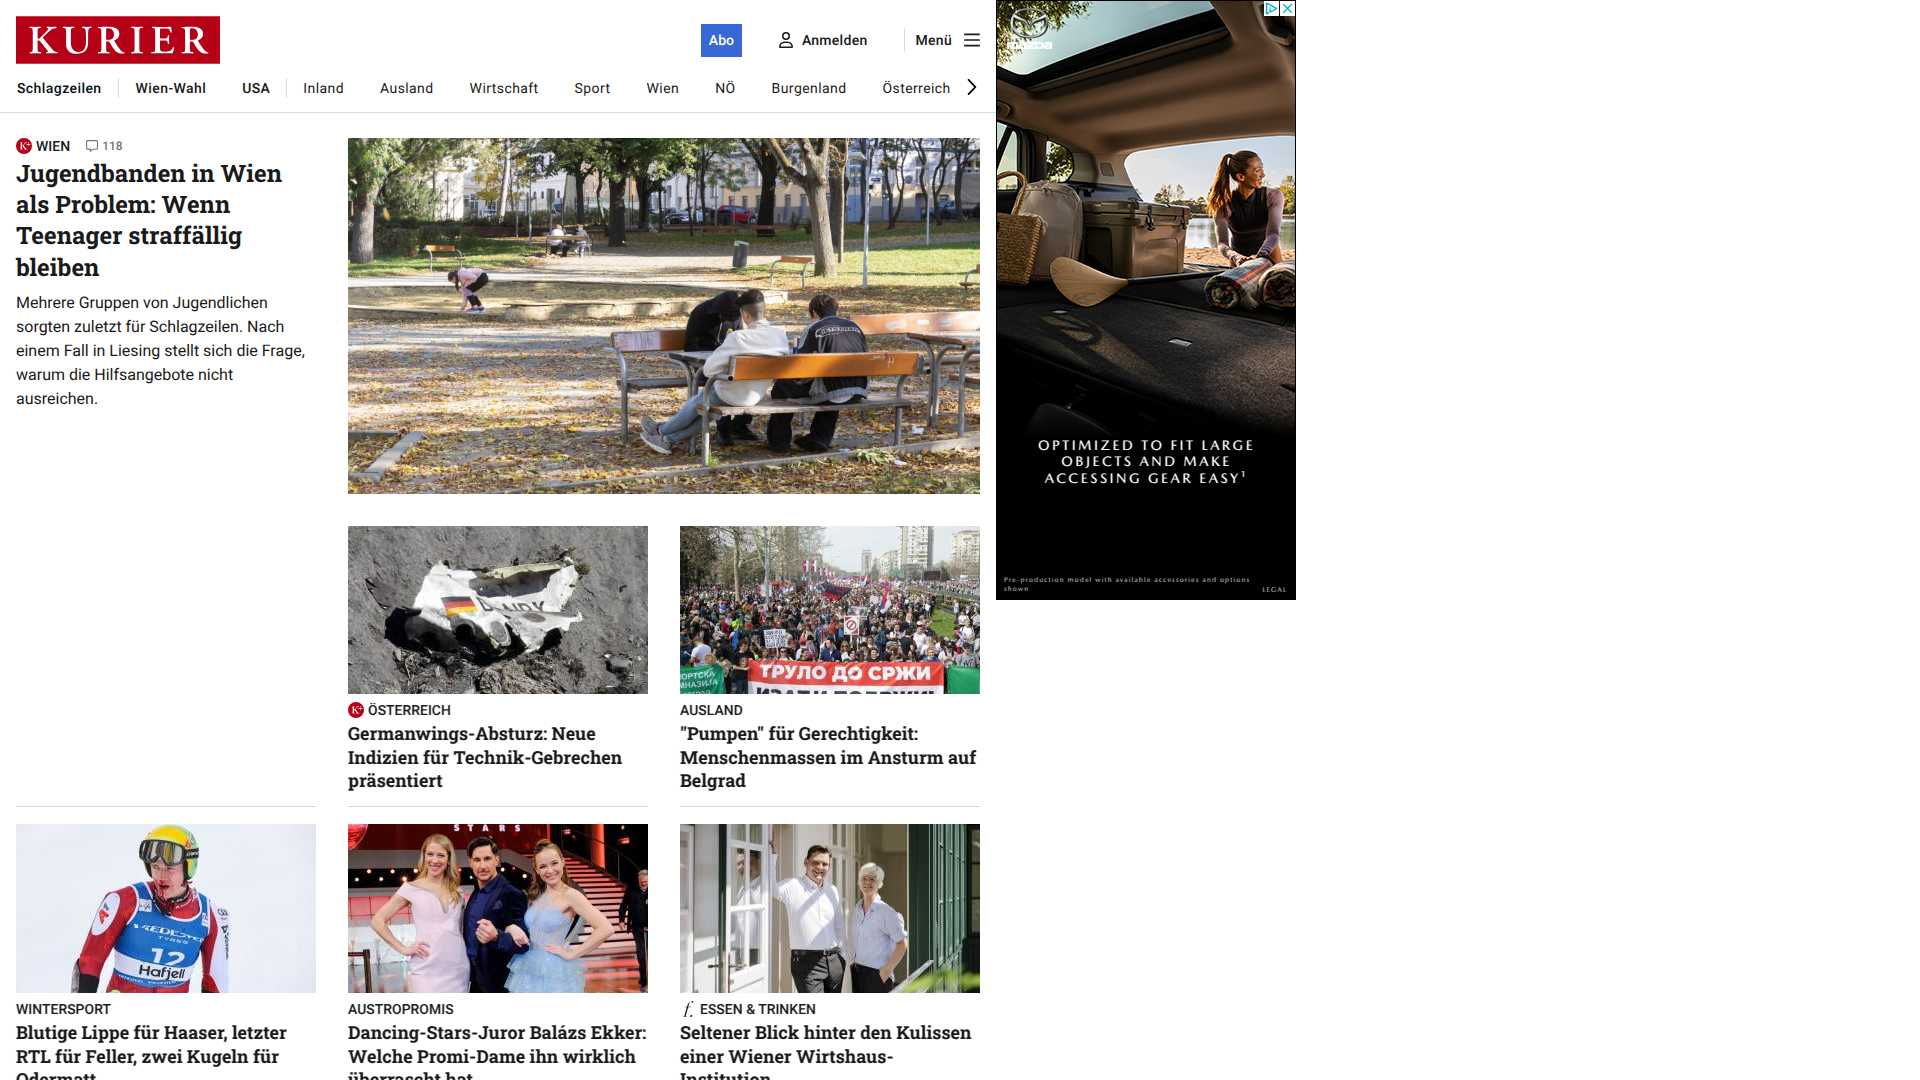 KURIER
Abo
Anmelden
Menü
Schlagzeilen
Wien-Wahl
USA
Inland
Ausland
Wirtschaft
Sport
Wien
NÖ
Burgenland
Österreich
K+ WIEN 118
Jugendbanden in Wien
als Problem: Wenn
Teenager straffällig
bleiben
Mehrere Gruppen von Jugendlichen
sorgten zuletzt für Schlagzeilen. Nach
einem Fall in Liesing stellt sich die Frage,
warum die Hilfsangebote nicht
ausreichen.
mazda
OPTIMIZED TO FIT LARGE
OBJECTS AND MAKE
ACCESSING GEAR EASY¹
Pre-production model with available accessories and options
shown
LEGAL
K+ ÖSTERREICH
Germanwings-Absturz: Neue
Indizien für Technik-Gebrechen
präsentiert
ТРУЛО ДО СРЖИ
AUSLAND
"Pumpen" für Gerechtigkeit:
Menschenmassen im Ansturm auf
Belgrad
12
Hafjell
WINTERSPORT
Blutige Lippe für Haaser, letzter
RTL für Feller, zwei Kugeln für
Odermatt
STARS
AUSTROPROMIS
Dancing-Stars-Juror Balázs Ekker:
Welche Promi-Dame ihn wirklich
überrascht hat
f. ESSEN & TRINKEN
Seltener Blick hinter den Kulissen
einer Wiener Wirtshaus-
Institution